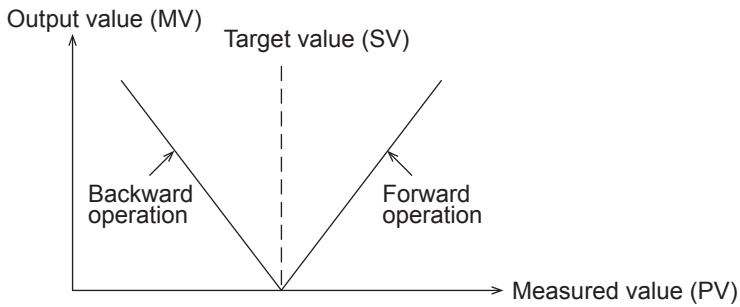 Output value (MV)
Target value (SV)
Backward
operation
Forward
operation
Measured value (PV)